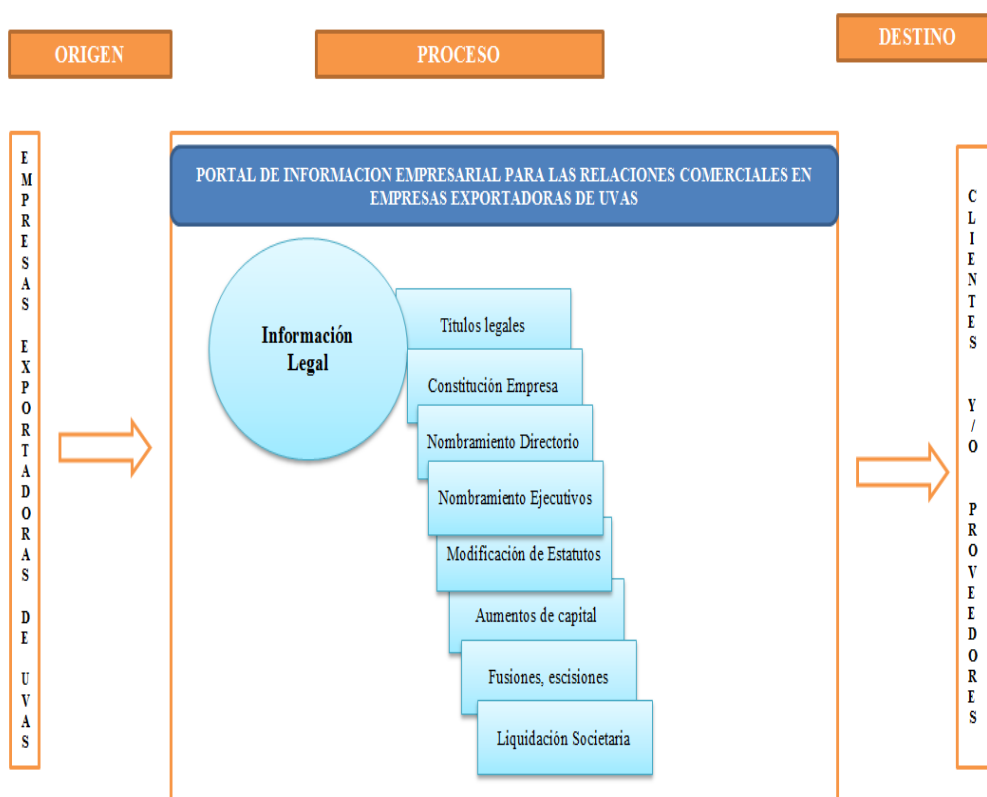 ORIGEN
PROCESO
DESTINO
EMPRESAS EXPORTADORAS DE UVAS
PORTAL DE INFORMACION EMPRESARIAL PARA LAS RELACIONES COMERCIALES EN
EMPRESAS EXPORTADORAS DE UVAS
Información
Legal
Títulos legales
Constitución Empresa
Nombramiento Directorio
Nombramiento Ejecutivos
Modificación de Estatutos
Aumentos de capital
Fusiones, escisiones
Liquidación Societaria
CLIENTES Y/O PROVEEDORES